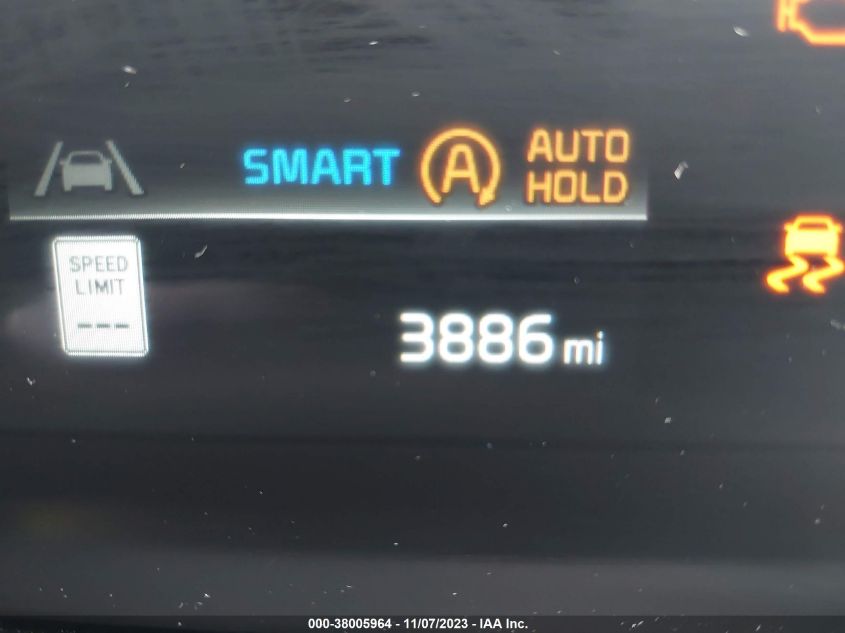 SMART A AUTO HOLD
SPEED
LIMIT
---
3886 mi
000-38005964 - 11/07/2023 - IAA Inc.